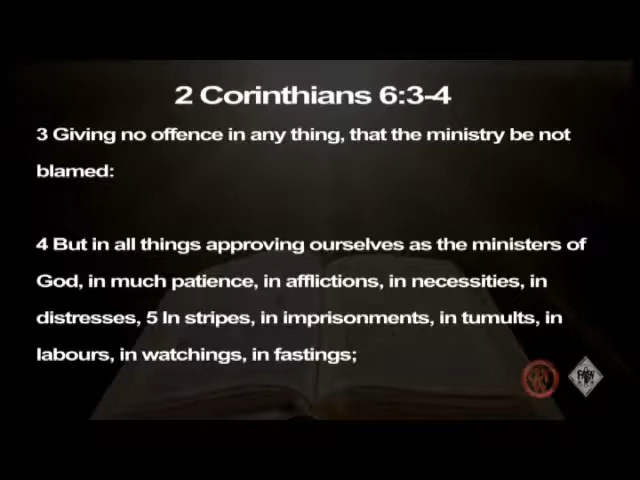 2 Corinthians 6:3-4
3 Giving no offence in any thing, that the ministry be not
blamed:
4 But in all things approving ourselves as the ministers of
God, in much patience, in afflictions, in necessities, in
distresses, 5 In stripes, in imprisonments, in tumults, in
labours, in watchings, in fastings;